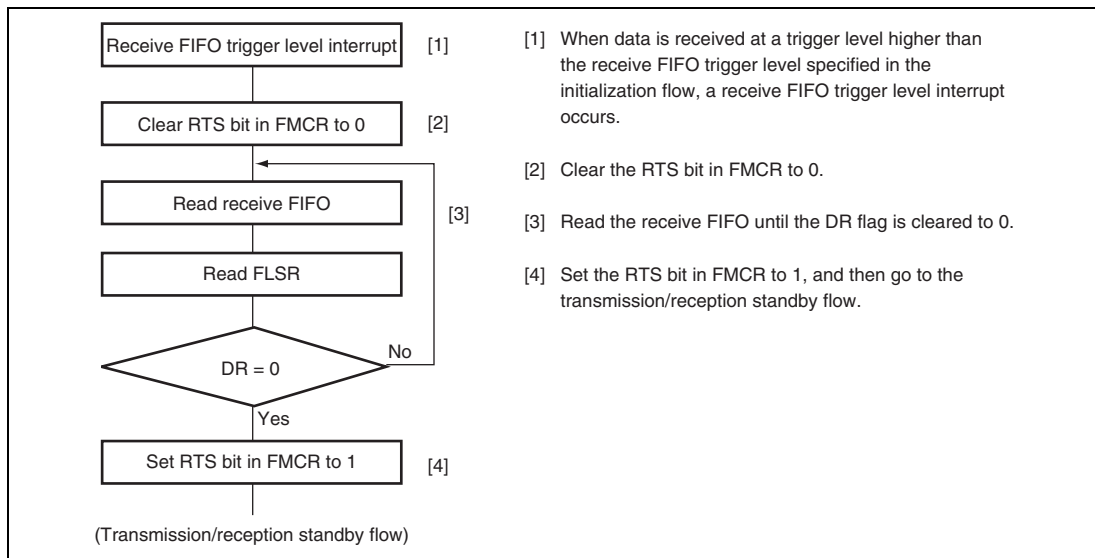 Receive FIFO trigger level interrupt [1]
Clear RTS bit in FMCR to 0 [2]
Read receive FIFO
[3]
Read FLSR
DR = 0
No
Yes
Set RTS bit in FMCR to 1 [4]
(Transmission/reception standby flow)
[1] When data is received at a trigger level higher than
the receive FIFO trigger level specified in the
initialization flow, a receive FIFO trigger level interrupt
occurs.
[2] Clear the RTS bit in FMCR to 0.
[3] Read the receive FIFO until the DR flag is cleared to 0.
[4] Set the RTS bit in FMCR to 1, and then go to the
transmission/reception standby flow.